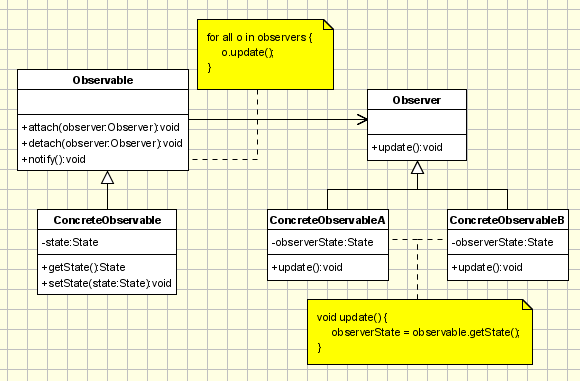 for all o in observers {
o.update();
}
Observable
+attach(observer:Observer):void
+detach(observer:Observer):void
+notify():void
Observer
+update():void
ConcreteObservable
-state:State
+getState():State
+setState(state:State):void
ConcreteObservableA
-observerState:State
+update():void
ConcreteObservableB
-observerState:State
+update():void
void update() {
observerState = observable.getState();
}